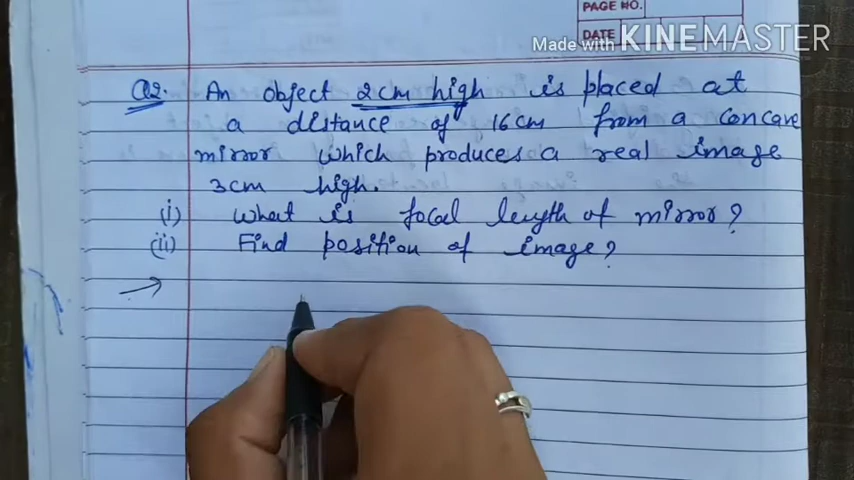 PAGE NO.
DATE
Made with KINEMASTER
Q2. An object 2cm high is placed at
a distance of 16cm from a concave
mirror which produces a real image
3cm high.
(i) What is focal length of mirror?
(ii) Find position of image?
→